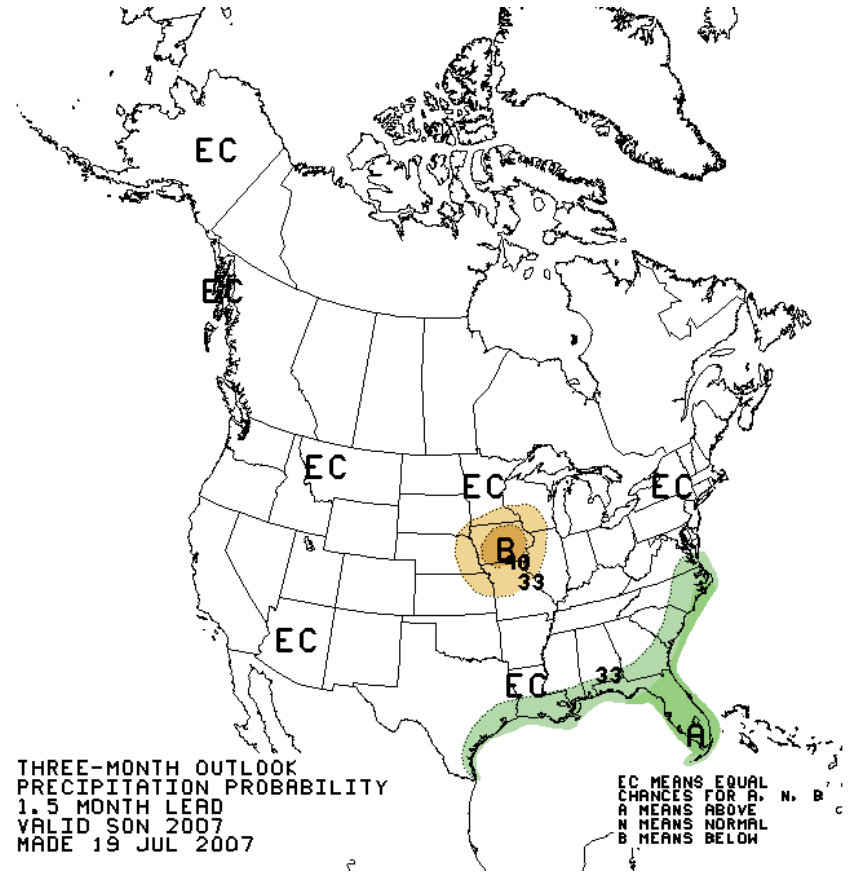 EC
EC
EC
EC
EC
B
40
33
EC
EC
33
A
THREE-MONTH OUTLOOK
PRECIPITATION PROBABILITY
1.5 MONTH LEAD
VALID SON 2007
MADE 19 JUL 2007
EC MEANS EQUAL
CHANCES FOR A, N, B
A MEANS ABOVE
N MEANS NORMAL
B MEANS BELOW